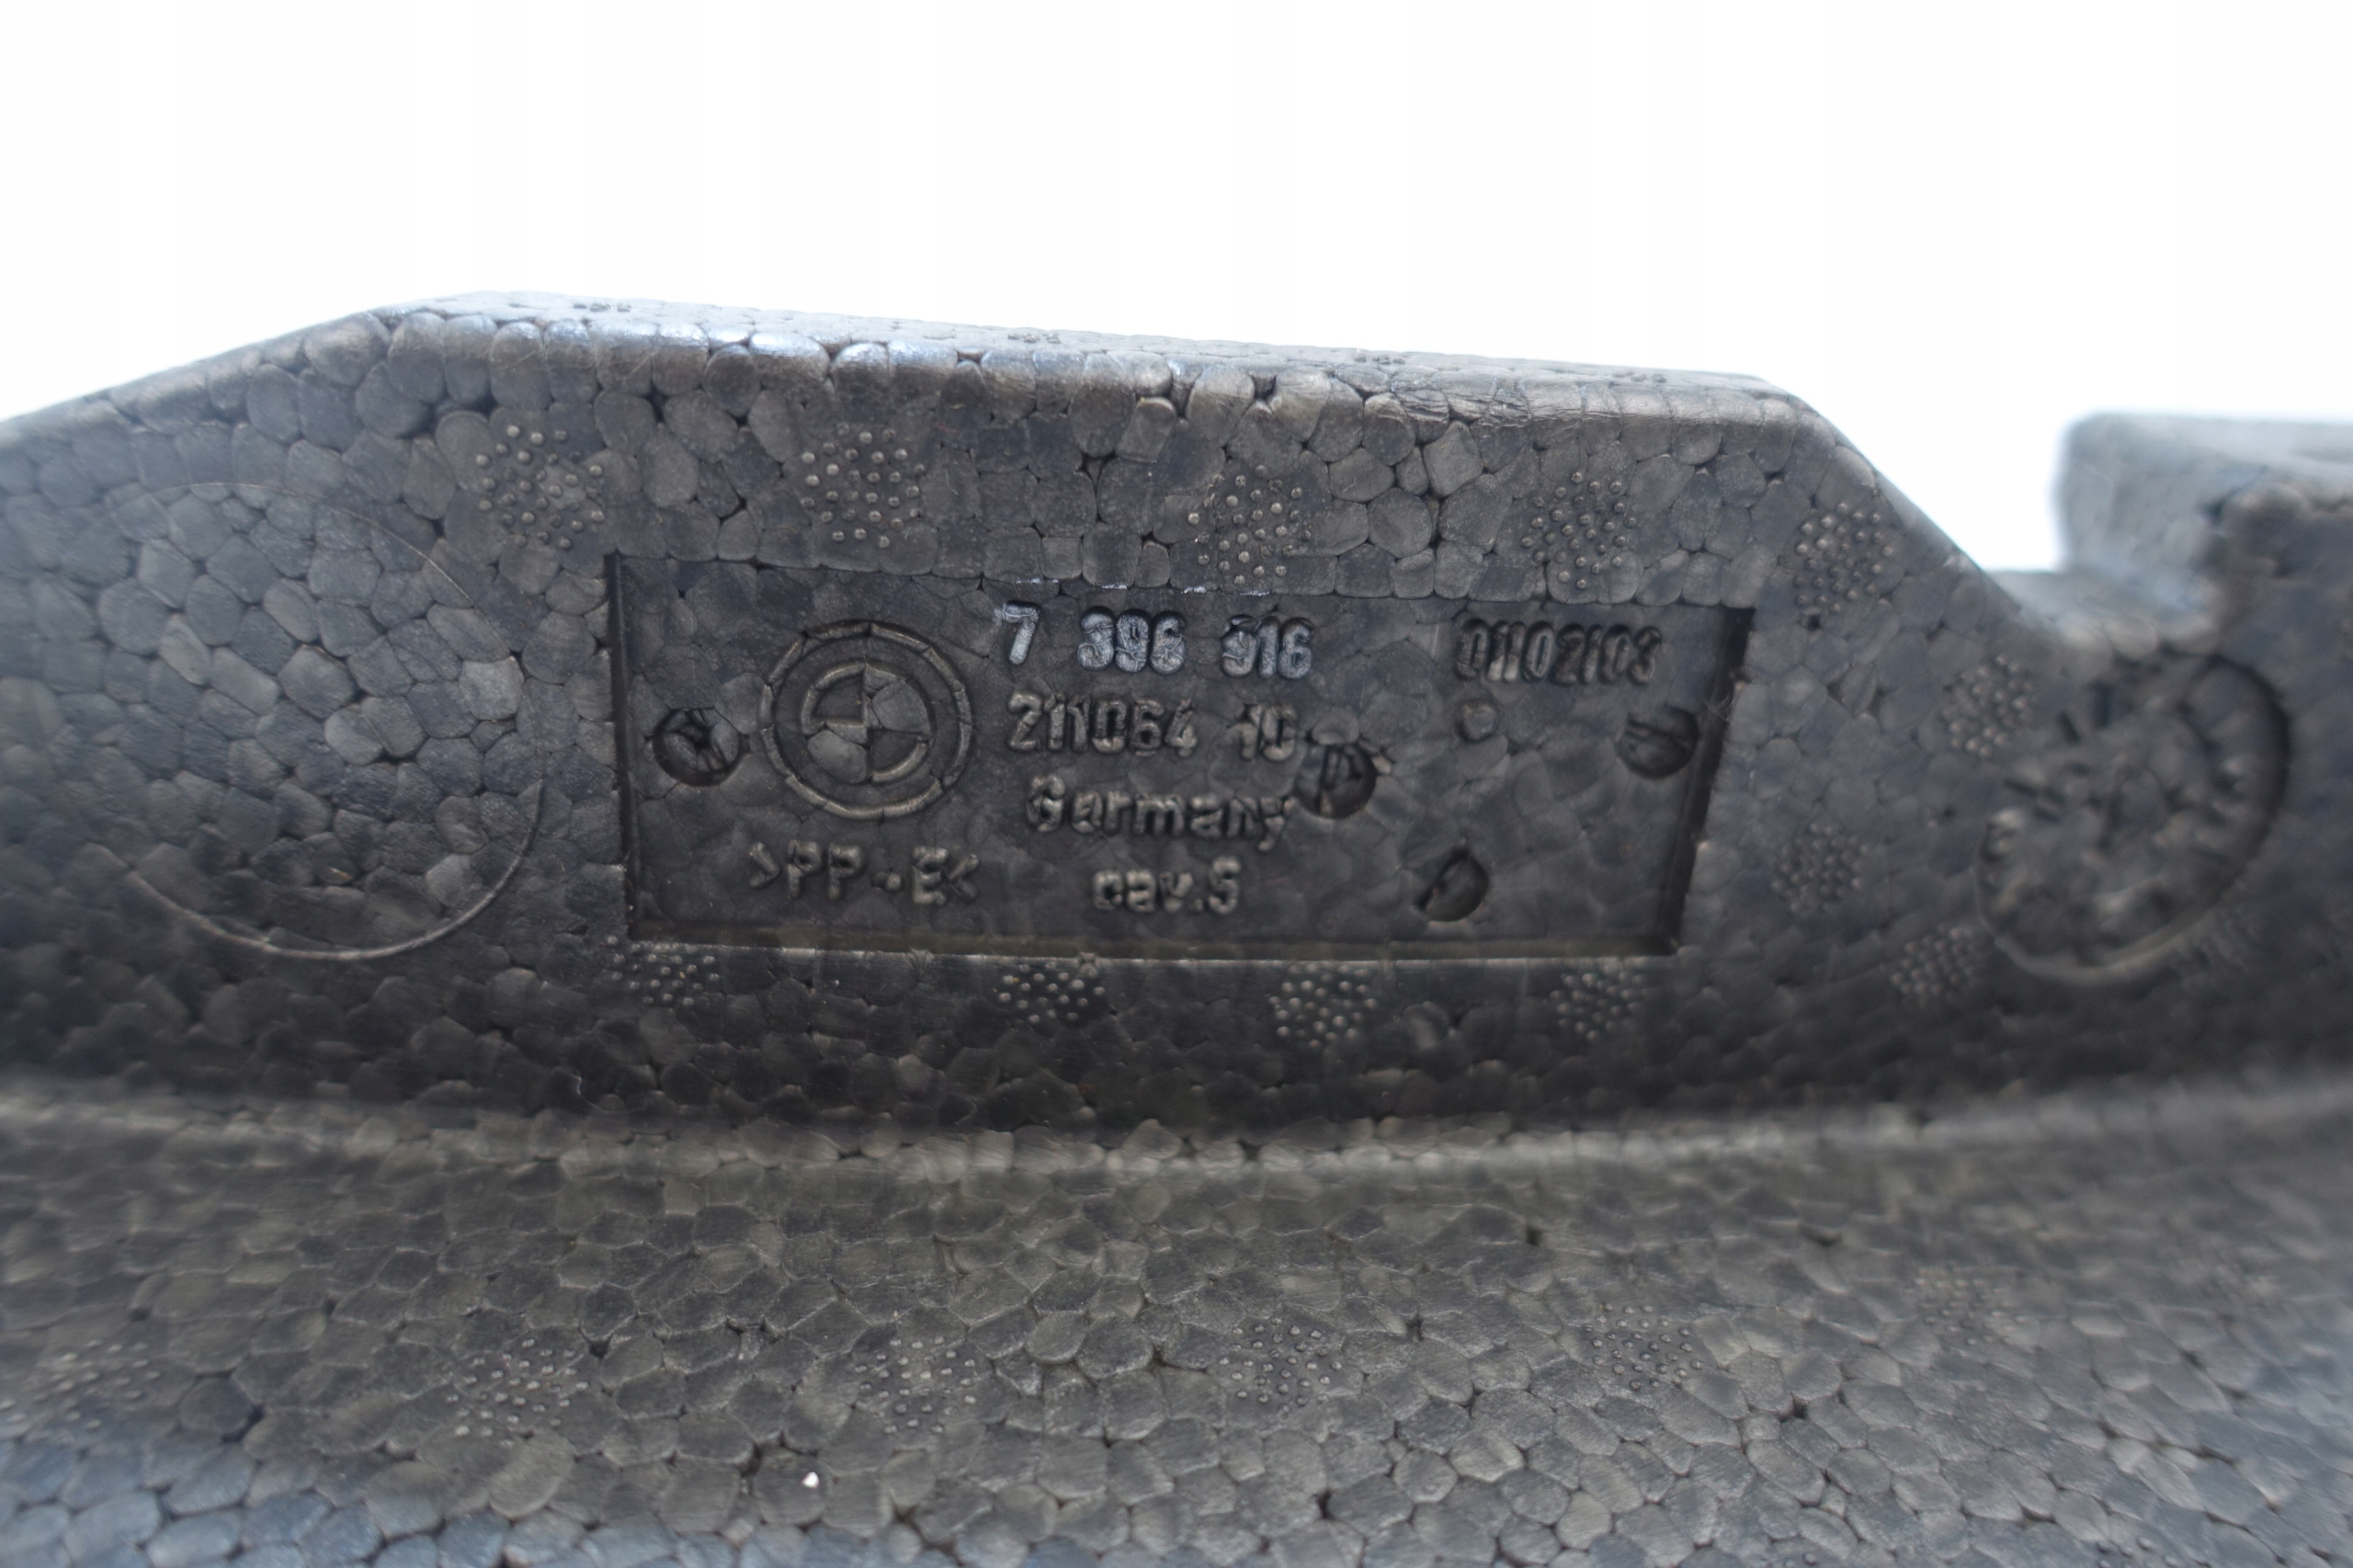 7 396 916 01102103
211064 10
Germany
>PP-E< cav.5